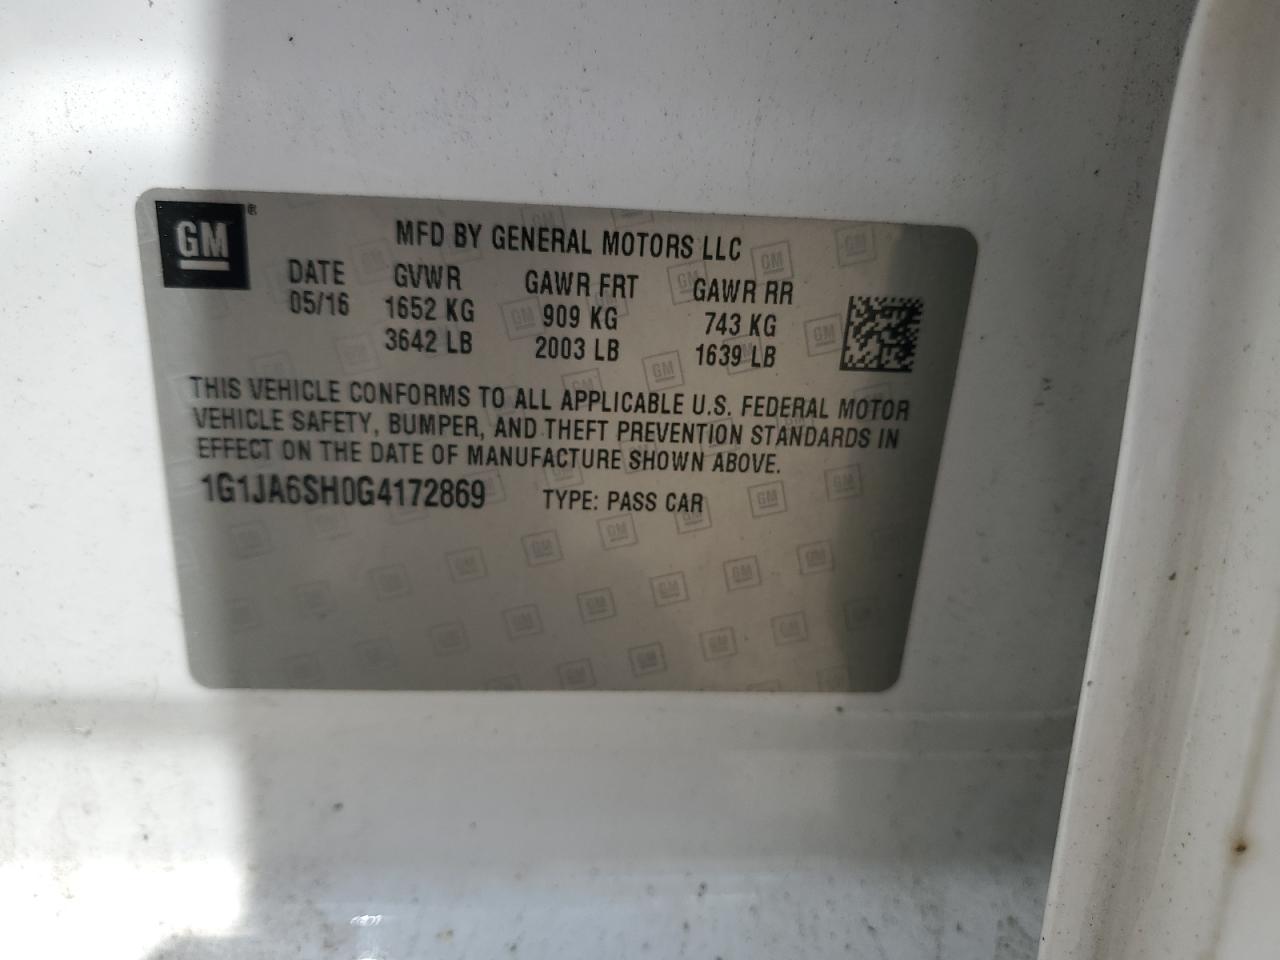 GM®
MFD BY GENERAL MOTORS LLC
DATE GVWR GAWR FRT GAWR RR
05/16 1652 KG 909 KG 743 KG
3642 LB 2003 LB 1639 LB
THIS VEHICLE CONFORMS TO ALL APPLICABLE U.S. FEDERAL MOTOR
VEHICLE SAFETY, BUMPER, AND THEFT PREVENTION STANDARDS IN
EFFECT ON THE DATE OF MANUFACTURE SHOWN ABOVE.
1G1JA6SH0G4172869 TYPE: PASS CAR